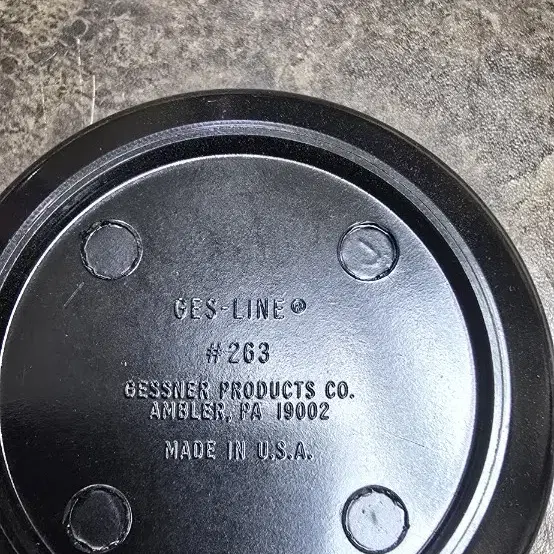 GES-LINE®
#263
GESSNER PRODUCTS CO.
AMBLER, PA 19002
MADE IN U.S.A.